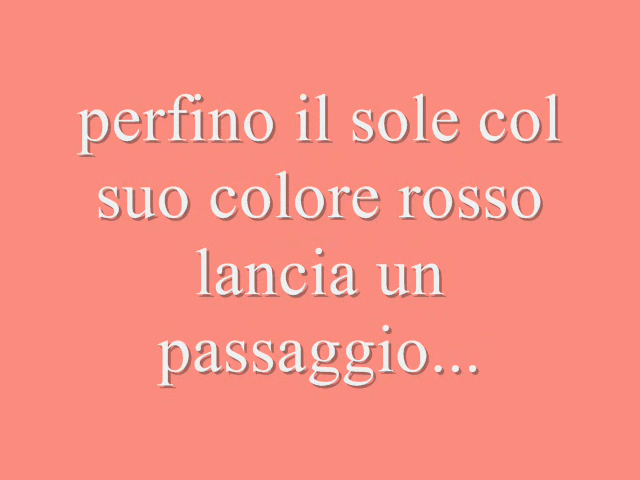 perfino il sole col
suo colore rosso
lancia un
passaggio...